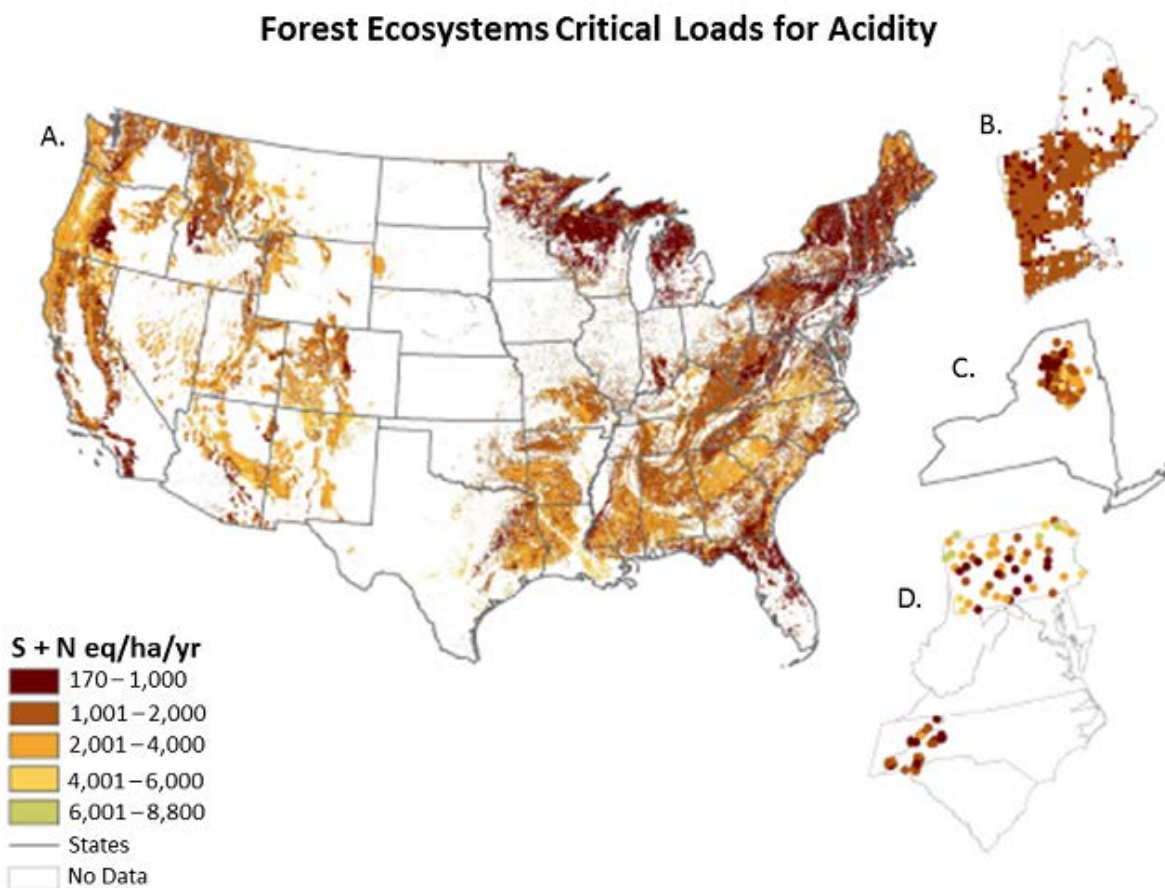 Forest Ecosystems Critical Loads for Acidity
A.
B.
C.
D.
S + N eq/ha/yr
170 – 1,000
1,001 – 2,000
2,001 – 4,000
4,001 – 6,000
6,001 – 8,800
States
No Data